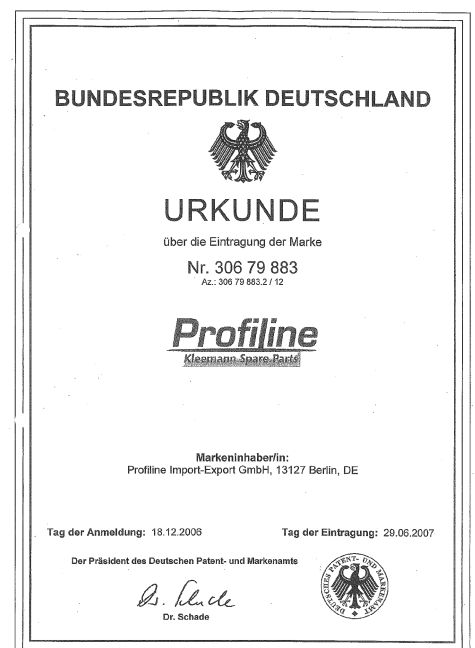 BUNDESREPUBLIK DEUTSCHLAND
URKUNDE
über die Eintragung der Marke
Nr. 306 79 883
Az.: 306 79 883.2 / 12
Profiline
Kleemann Spare Parts
Markeninhaber/in:
Profiline Import-Export GmbH, 13127 Berlin, DE
Tag der Anmeldung: 18.12.2006
Tag der Eintragung: 29.06.2007
Der Präsident des Deutschen Patent- und Markenamts
Dr. Schade
Dr. Schade
DEUTSCHES PATENT- UND MARKENAMT